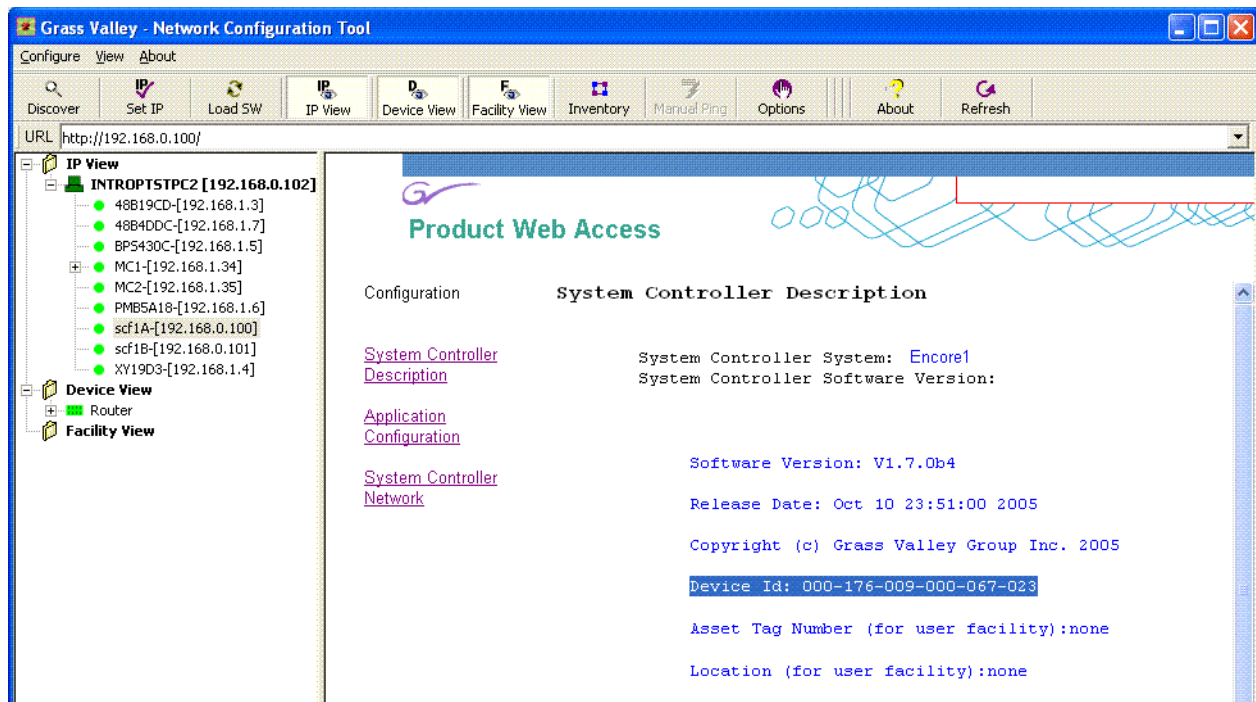 Grass Valley - Network Configuration Tool
Configure View About
Discover Set IP Load SW IP View Device View Facility View Inventory Manual Ping Options About Refresh
URL http://192.168.0.100/
IP View
INTROPTSTPC2 [192.168.0.102]
48B19CD-[192.168.1.3]
48B4DDC-[192.168.1.7]
BPS430C-[192.168.1.5]
MC1-[192.168.1.34]
MC2-[192.168.1.35]
PMB5A18-[192.168.1.6]
scf1A-[192.168.0.100]
scf1B-[192.168.0.101]
XY19D3-[192.168.1.4]
Device View
Router
Facility View
Product Web Access
Configuration
System Controller
Description
Application
Configuration
System Controller
Network
System Controller Description
System Controller System: Encore1
System Controller Software Version:
Software Version: V1.7.0b4
Release Date: Oct 10 23:51:00 2005
Copyright (c) Grass Valley Group Inc. 2005
Device Id: 000-176-009-000-067-023
Asset Tag Number (for user facility):none
Location (for user facility):none